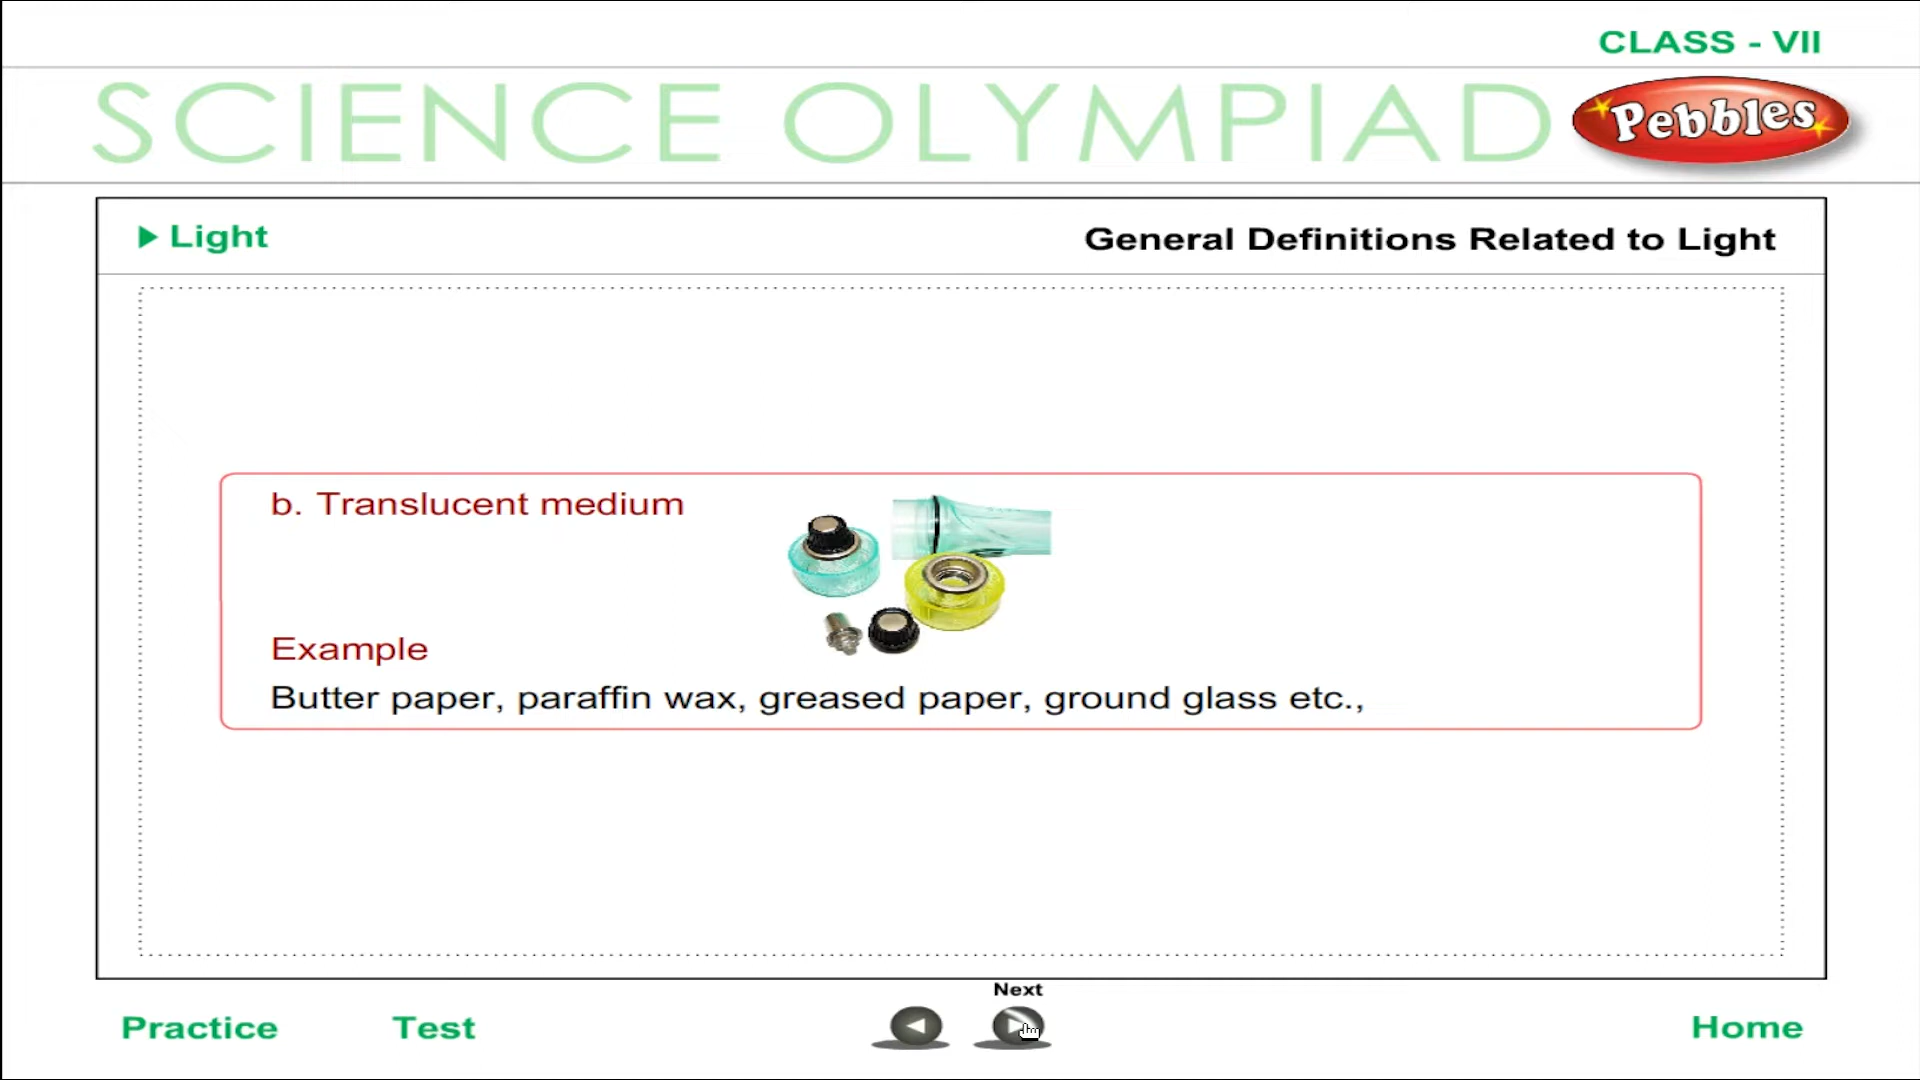 CLASS - VII
SCIENCE OLYMPIAD
Pebbles
Light
General Definitions Related to Light
b. Translucent medium
Example
Butter paper, paraffin wax, greased paper, ground glass etc.,
Next
Practice
Test
Home